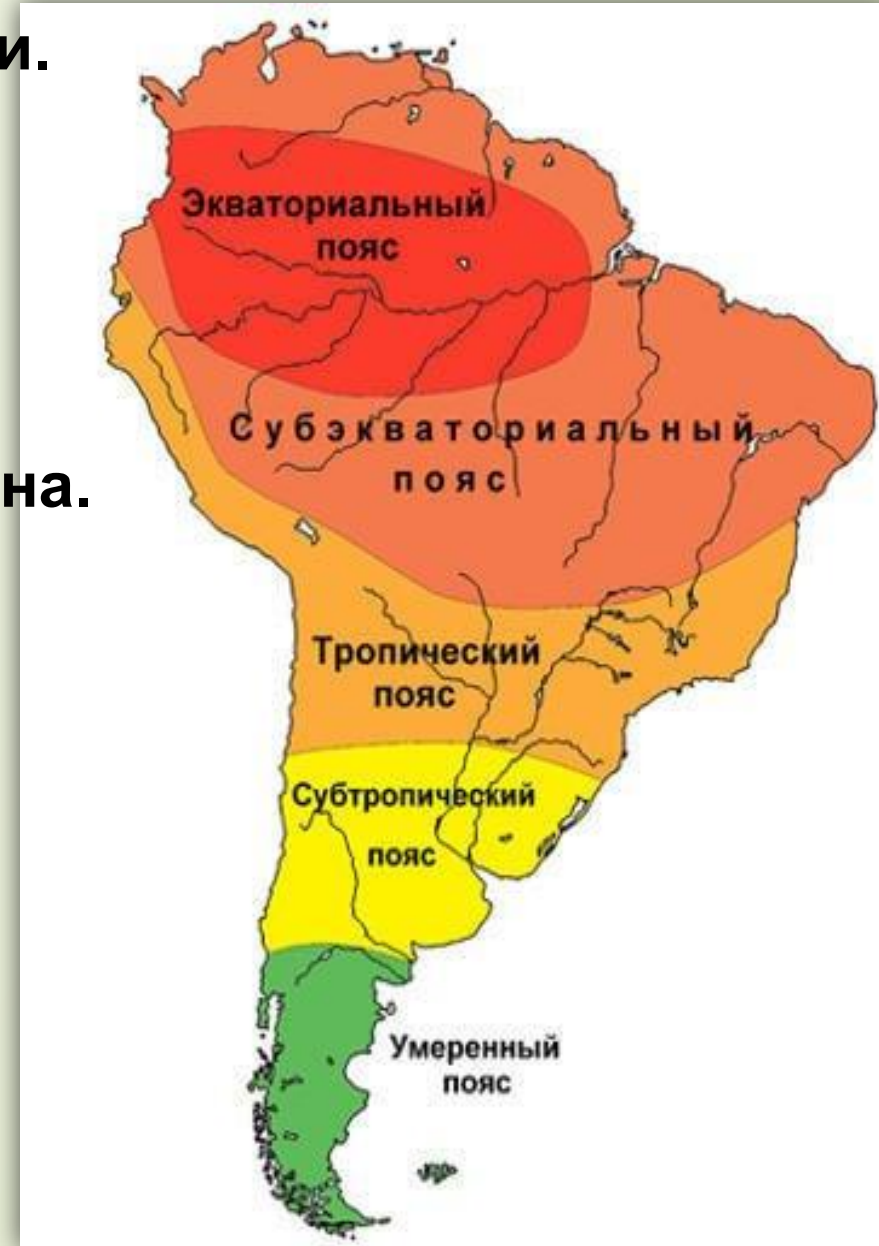 и.
Экваториальный
пояс
Субэкваториальный
пояс
на.
Тропический
пояс
Субтропический
пояс
Умеренный
пояс